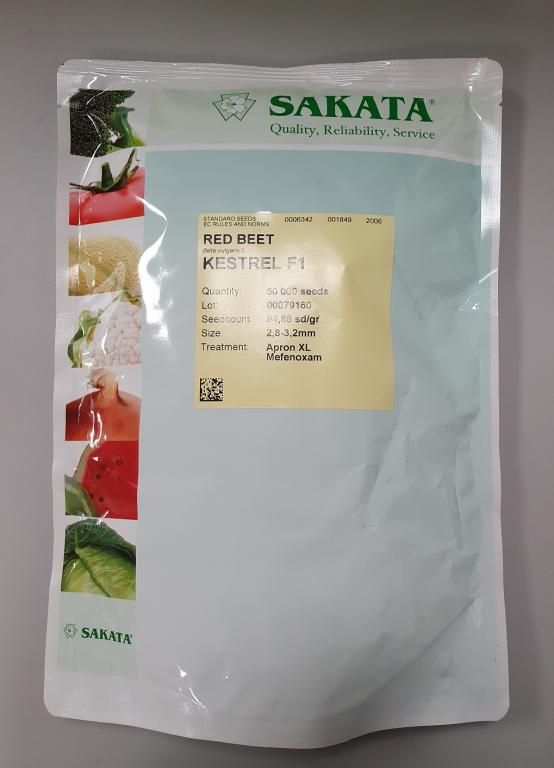 SAKATA®
Quality, Reliability, Service
STANDARD SEEDS 0006342 001849 2006
EC RULES AND NORMS
RED BEET
Beta vulgaris L.
KESTREL F1
Quantity: 50 000 seeds
Lot: 00079160
Seedcount: 94,88 sd/gr
Size: 2,8-3,2mm
Treatment: Apron XL
Mefenoxam
SAKATA®